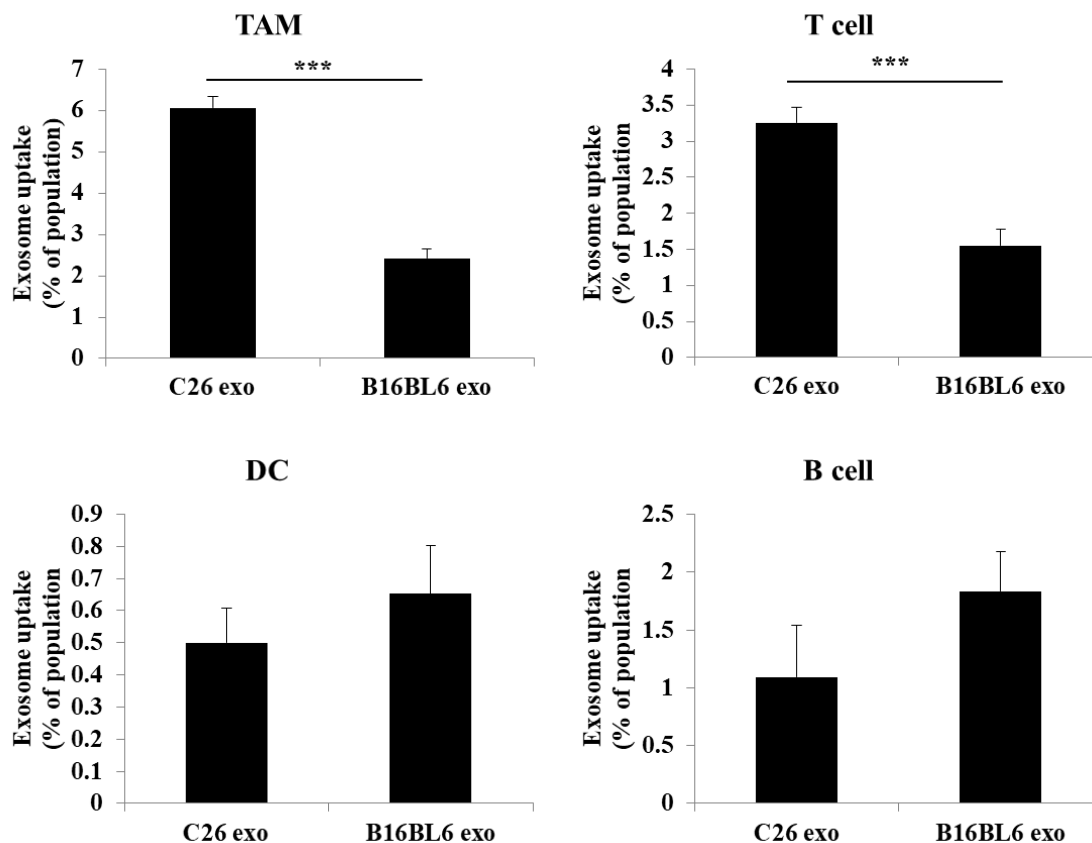 TAM
***
7
6
5
4
3
2
1
0
Exosome uptake
(% of population)
C26 exo
B16BL6 exo
T cell
***
4
3.5
3
2.5
2
1.5
1
0.5
0
Exosome uptake
(% of population
C26 exo
B16BL6 exo
DC
0.9
0.8
0.7
0.6
0.5
0.4
0.3
0.2
0.1
0
Exosome uptake
(% of population
C26 exo
B16BL6 exo
B cell
2.5
2
1.5
1
0.5
0
Exosome uptake
(% of population
C26 exo
B16BL6 exo